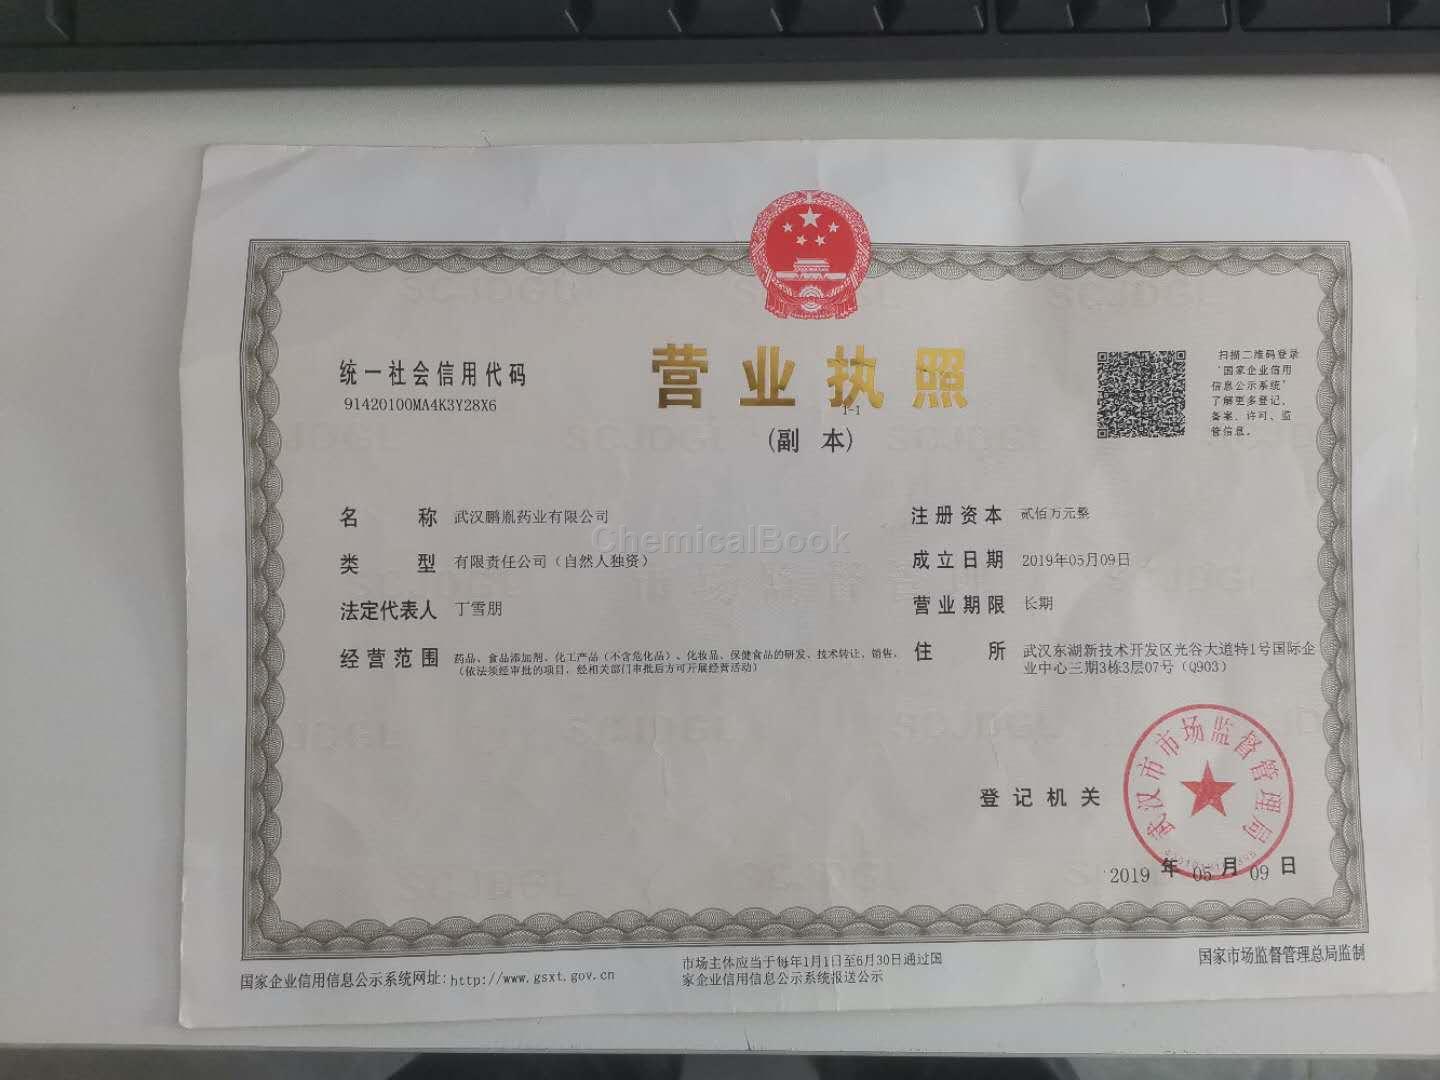 统一社会信用代码
91420100MA4K3Y28X6
营业执照
1-1
(副 本)
扫描二维码登录
'国家企业信用
信息公示系统'
了解更多登记、
备案、许可、监
管信息。
名 称 武汉鹏胤药业有限公司
类 型 有限责任公司（自然人独资）
法定代表人 丁雪朋
经营范围 药品、食品添加剂、化工产品（不含危化品）、化妆品、保健食品的研发、技术转让、销售。
（依法须经审批的项目，经相关部门审批后方可开展经营活动）
注册资本 贰佰万元整
成立日期 2019年05月09日
营业期限 长期
住 所 武汉东湖新技术开发区光谷大道特1号国际企
业中心三期3栋3层07号（Q903）
ChemicalBook
登记机关
武汉市市场监督管理局
2019 年 05 月 09 日
国家企业信用信息公示系统网址:http://www.gsxt.gov.cn
市场主体应当于每年1月1日至6月30日通过国
家企业信用信息公示系统报送公示
国家市场监督管理总局监制